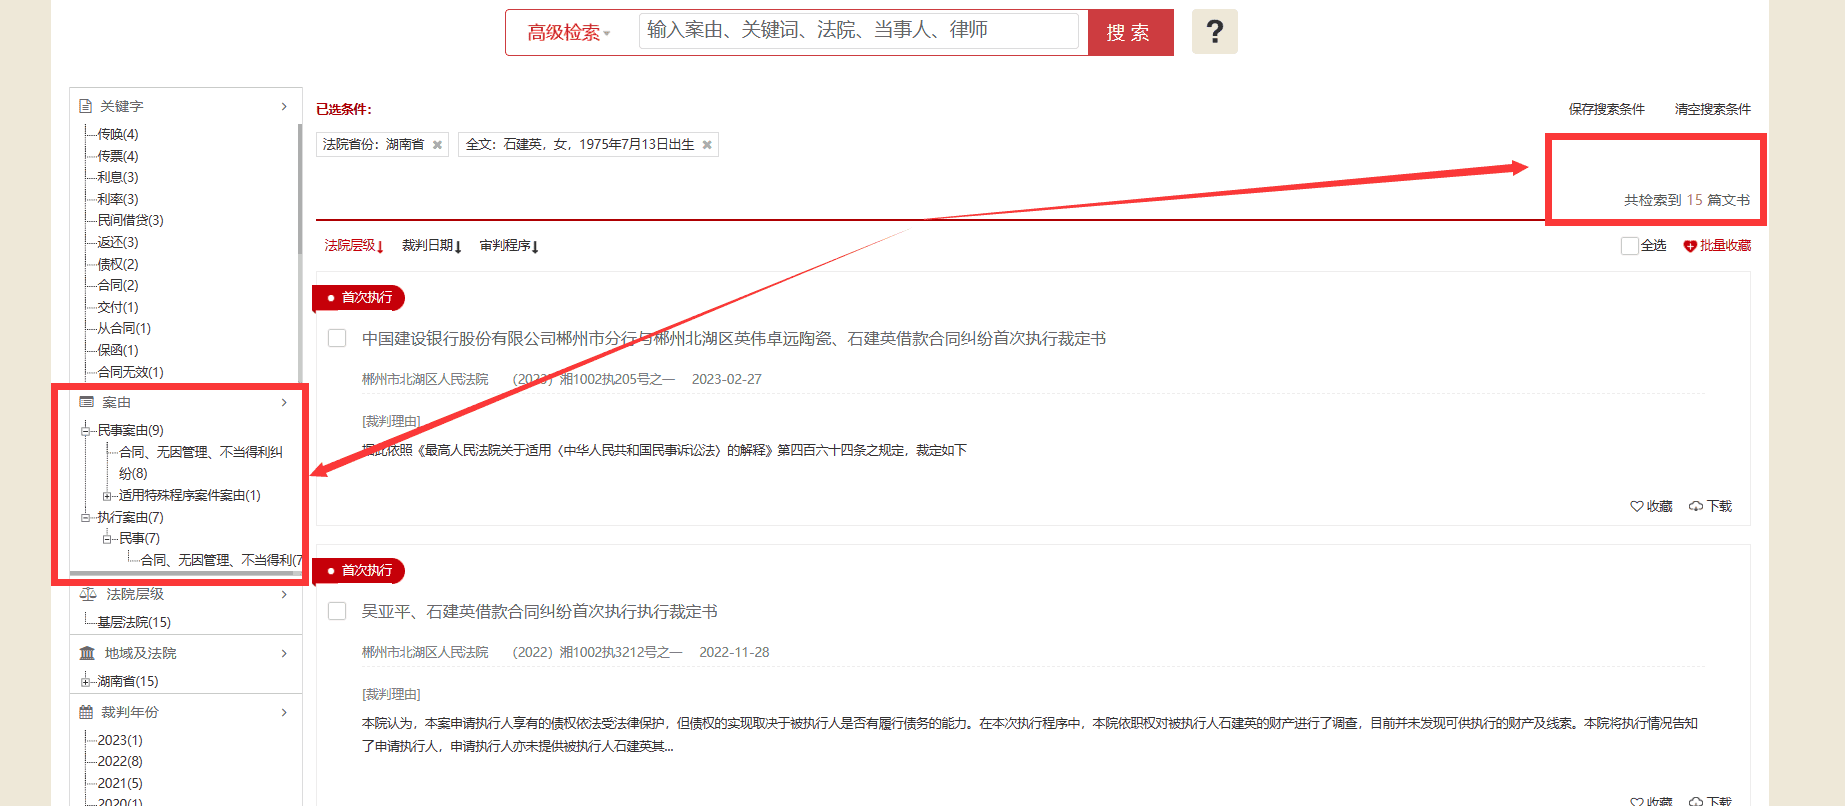 高级检索
输入案由、关键词、法院、当事人、律师
搜 索
?
关键字
传唤(4)
传票(4)
利息(3)
利率(3)
民间借贷(3)
返还(3)
债权(2)
合同(2)
交付(1)
从合同(1)
保函(1)
合同无效(1)
案由
民事案由(9)
合同、无因管理、不当得利纠
纷(8)
适用特殊程序案件案由(1)
执行案由(7)
民事(7)
合同、无因管理、不当得利(7
法院层级
基层法院(15)
地域及法院
湖南省(15)
裁判年份
2023(1)
2022(8)
2021(5)
2020(1)
已选条件：
保存搜索条件 清空搜索条件
法院省份：湖南省 全文：石建英，女，1975年7月13日出生
共检索到 15 篇文书
法院层级 裁判日期 审判程序
全选 批量收藏
首次执行
中国建设银行股份有限公司郴州市分行与郴州北湖区英伟卓远陶瓷、石建英借款合同纠纷首次执行裁定书
郴州市北湖区人民法院 （2023）湘1002执205号之一 2023-02-27
[裁判理由]
据此依照《最高人民法院关于适用〈中华人民共和国民事诉讼法〉的解释》第四百六十四条之规定，裁定如下
收藏 下载
首次执行
吴亚平、石建英借款合同纠纷首次执行执行裁定书
郴州市北湖区人民法院 （2022）湘1002执3212号之一 2022-11-28
[裁判理由]
本院认为，本案申请执行人享有的债权依法受法律保护，但债权的实现取决于被执行人是否有履行债务的能力。在本次执行程序中，本院依职权对被执行人石建英的财产进行了调查，目前并未发现可供执行的财产及线索。本院将执行情况告知
了申请执行人，申请执行人亦未提供被执行人石建英其...
收藏 下载